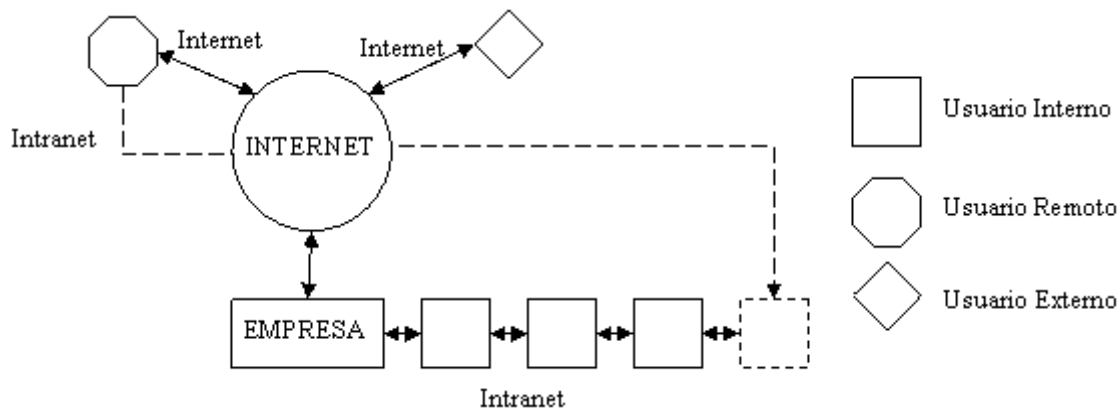 Internet
Internet
Intranet
INTERNET
EMPRESA
Intranet
Usuario Interno
Usuario Remoto
Usuario Externo